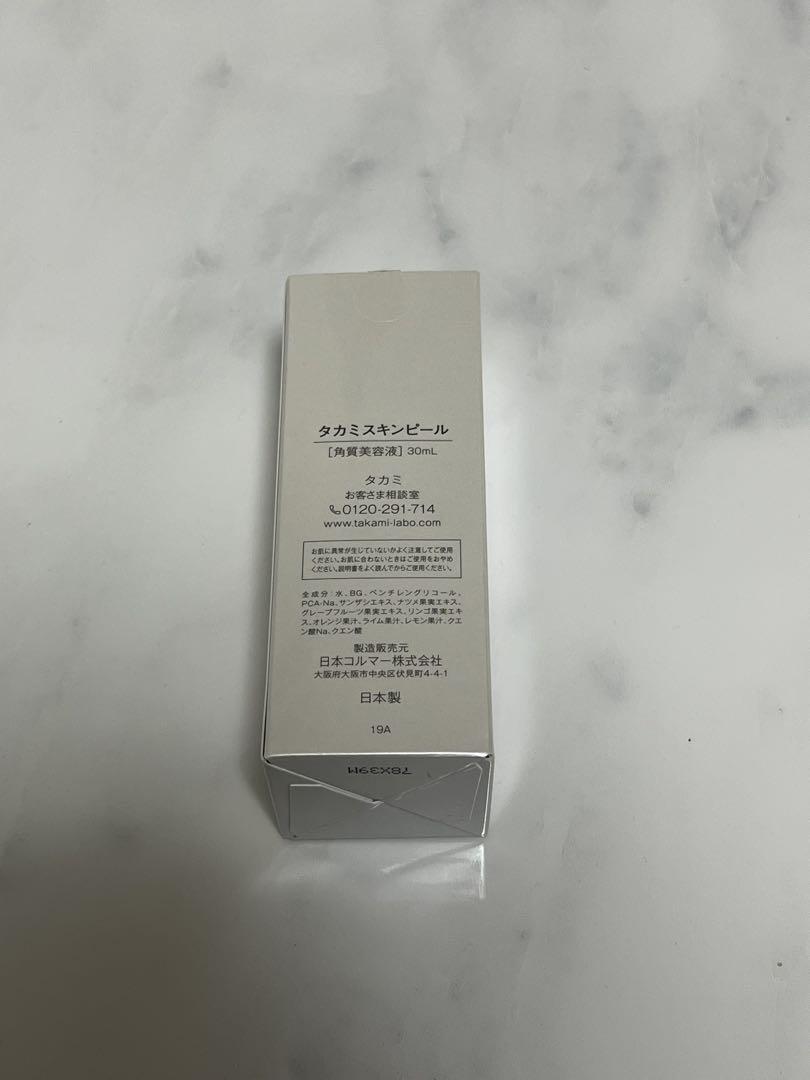 タカミスキンピール
[角質美容液] 30mL
タカミ
お客さま相談室
0120-291-714
www.takami-labo.com
お肌に異常が生じていないかよく注意してご使用
ください。お肌に合わないときはご使用をおやめ
ください。説明書をよく読んでからご使用ください。
全成分:水、BG、ペンチレングリコール、
PCA-Na、サンザシエキス、ナツメ果実エキス、
グレープフルーツ果実エキス、リンゴ果実エキ
ス、オレンジ果汁、ライム果汁、レモン果汁、クエ
ン酸Na、クエン酸
製造販売元
日本コルマー株式会社
大阪府大阪市中央区伏見町4-4-1
日本製
19A
78X39M